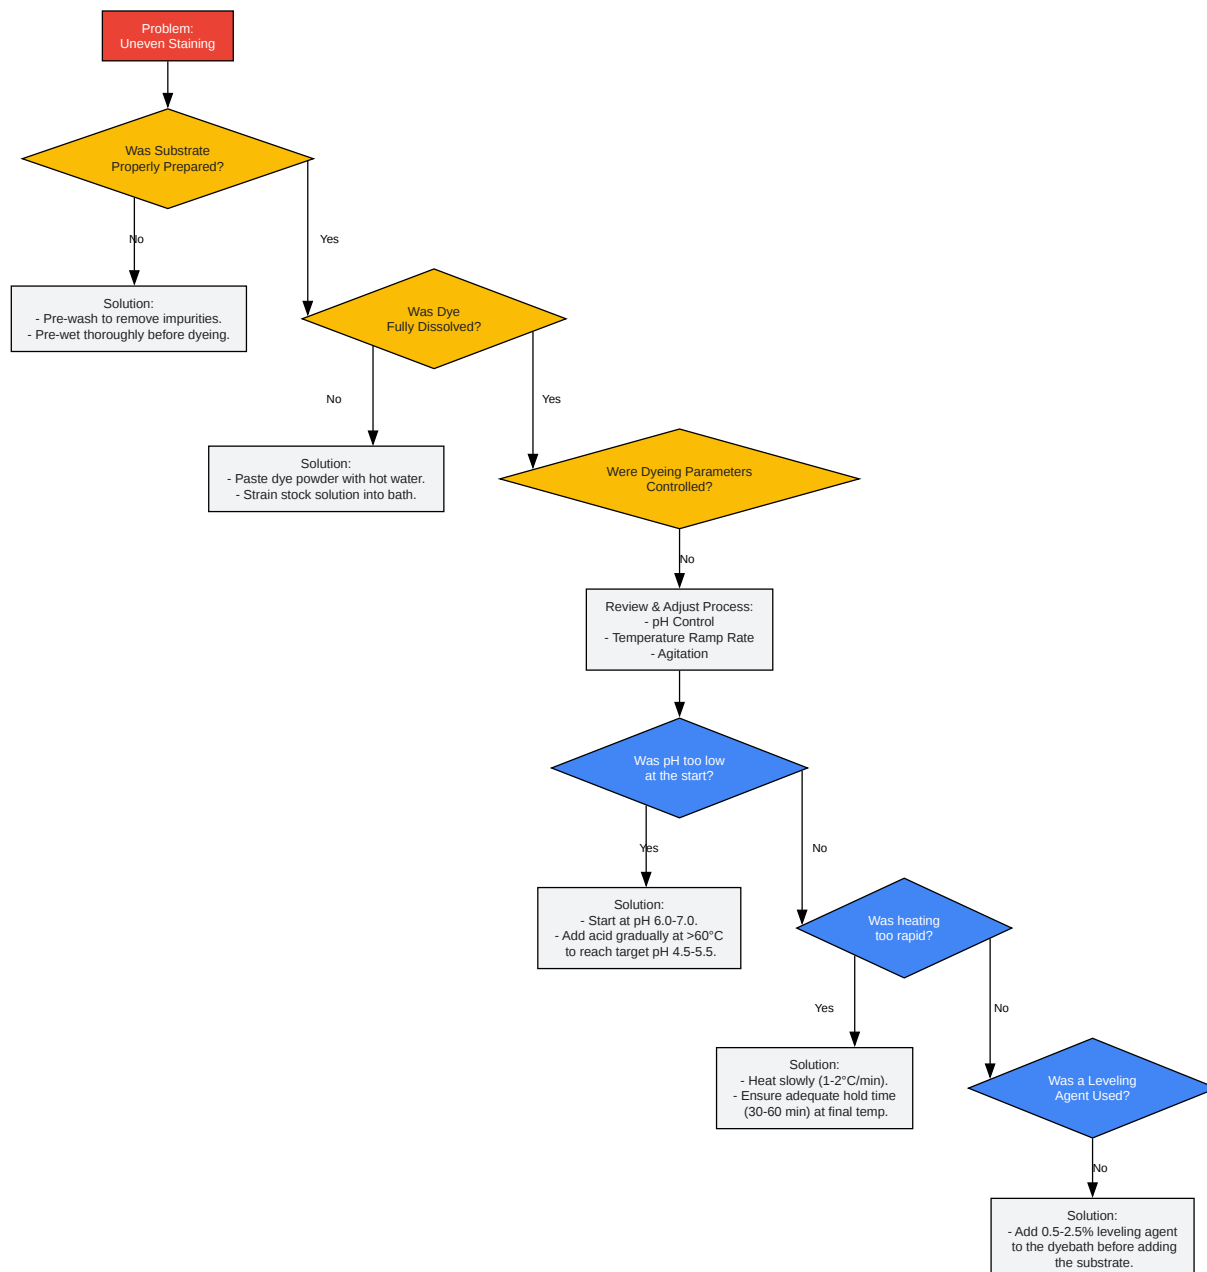 Problem:
Uneven Staining
Was Substrate
Properly Prepared?
No
Yes
Solution:
- Pre-wash to remove impurities.
- Pre-wet thoroughly before dyeing.
Was Dye
Fully Dissolved?
No
Yes
Solution:
- Paste dye powder with hot water.
- Strain stock solution into bath.
Were Dyeing Parameters
Controlled?
No
Review & Adjust Process:
- pH Control
- Temperature Ramp Rate
- Agitation
Was pH too low
at the start?
Yes
No
Solution:
- Start at pH 6.0-7.0.
- Add acid gradually at >60°C
to reach target pH 4.5-5.5.
Was heating
too rapid?
Yes
No
Solution:
- Heat slowly (1-2°C/min).
- Ensure adequate hold time
(30-60 min) at final temp.
Was a Leveling
Agent Used?
No
Solution:
- Add 0.5-2.5% leveling agent
to the dyebath before adding
the substrate.